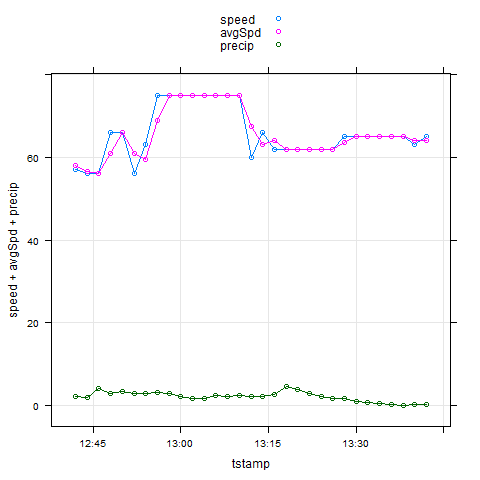 speed
avgSpd
precip
speed + avgSpd + precip
60
40
20
0
12:45 13:00 13:15 13:30
tstamp